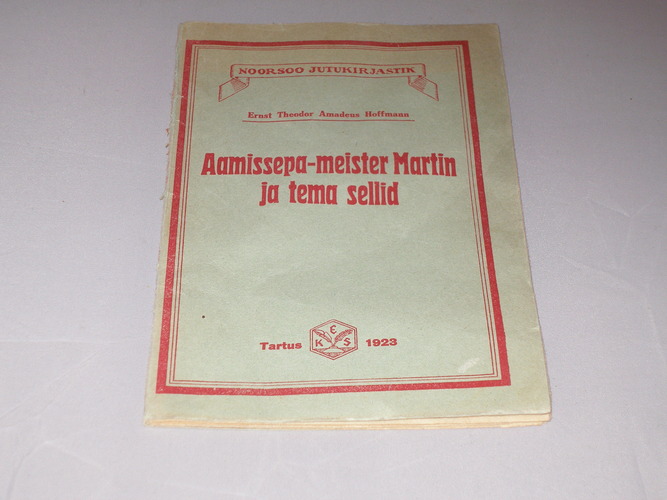 NOORSOO JUTUKIRJASTIK
Ernst Theodor Amadeus Hoffmann
Aamissepa-meister Martin
ja tema sellid
E
K S
Tartus 1923